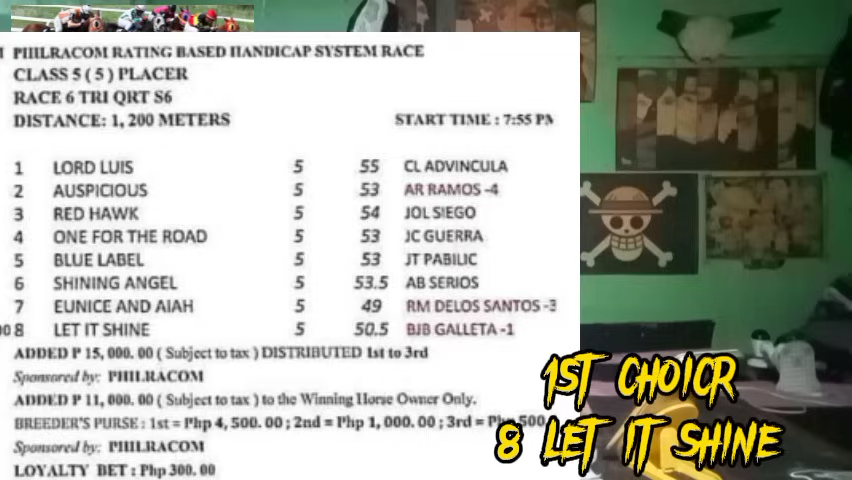 PHILRACOM RATING BASED HANDICAP SYSTEM RACE
CLASS 5 ( 5 ) PLACER
RACE 6 TRI QRT S6
DISTANCE: 1, 200 METERS START TIME : 7:55 PM
1 LORD LUIS 5 55 CL ADVINCULA
2 AUSPICIOUS 5 53 AR RAMOS -4
3 RED HAWK 5 54 JOL SIEGO
4 ONE FOR THE ROAD 5 53 JC GUERRA
5 BLUE LABEL 5 53 JT PABILIC
6 SHINING ANGEL 5 53.5 AB SERIOS
7 EUNICE AND AIAH 5 49 RM DELOS SANTOS -3
8 LET IT SHINE 5 50.5 BJB GALLETA -1
ADDED P 15, 000. 00 ( Subject to tax ) DISTRIBUTED 1st to 3rd
Sponsored by: PHILRACOM
ADDED P 11, 000. 00 ( Subject to tax ) to the Winning Horse Owner Only.
BREEDER'S PURSE : 1st = Php 4, 500. 00 ; 2nd = Php 1, 000. 00 ; 3rd = Php 500
Sponsored by: PHILRACOM
LOYALTY BET : Php 300. 00
1ST CHOICR
8 LET IT SHINE